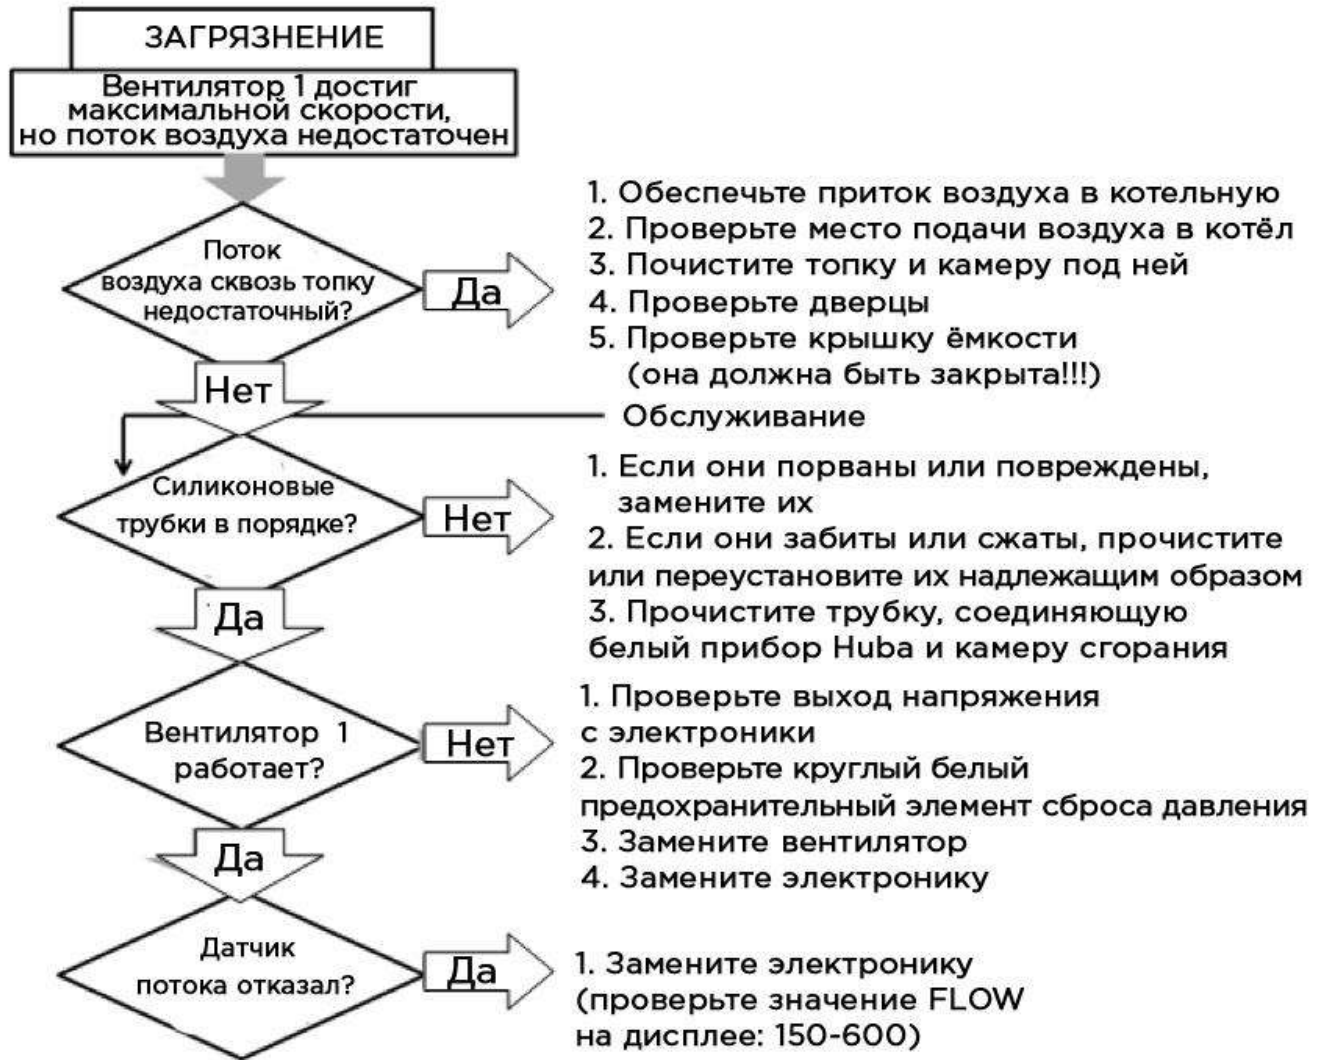 ЗАГРЯЗНЕНИЕ
Вентилятор 1 достиг
максимальной скорости,
но поток воздуха недостаточен
Поток
воздуха сквозь топку
недостаточный?
Да
1. Обеспечьте приток воздуха в котельную
2. Проверьте место подачи воздуха в котёл
3. Почистите топку и камеру под ней
4. Проверьте дверцы
5. Проверьте крышку ёмкости
(она должна быть закрыта!!!)
Нет
Обслуживание
Силиконовые
трубки в порядке?
Нет
1. Если они порваны или повреждены,
замените их
2. Если они забиты или сжаты, прочистите
или переустановите их надлежащим образом
3. Прочистите трубку, соединяющую
белый прибор Huba и камеру сгорания
Да
Вентилятор 1
работает?
Нет
1. Проверьте выход напряжения
с электроники
2. Проверьте круглый белый
предохранительный элемент сброса давления
3. Замените вентилятор
4. Замените электронику
Да
Датчик
потока отказал?
Да
1. Замените электронику
(проверьте значение FLOW
на дисплее: 150-600)